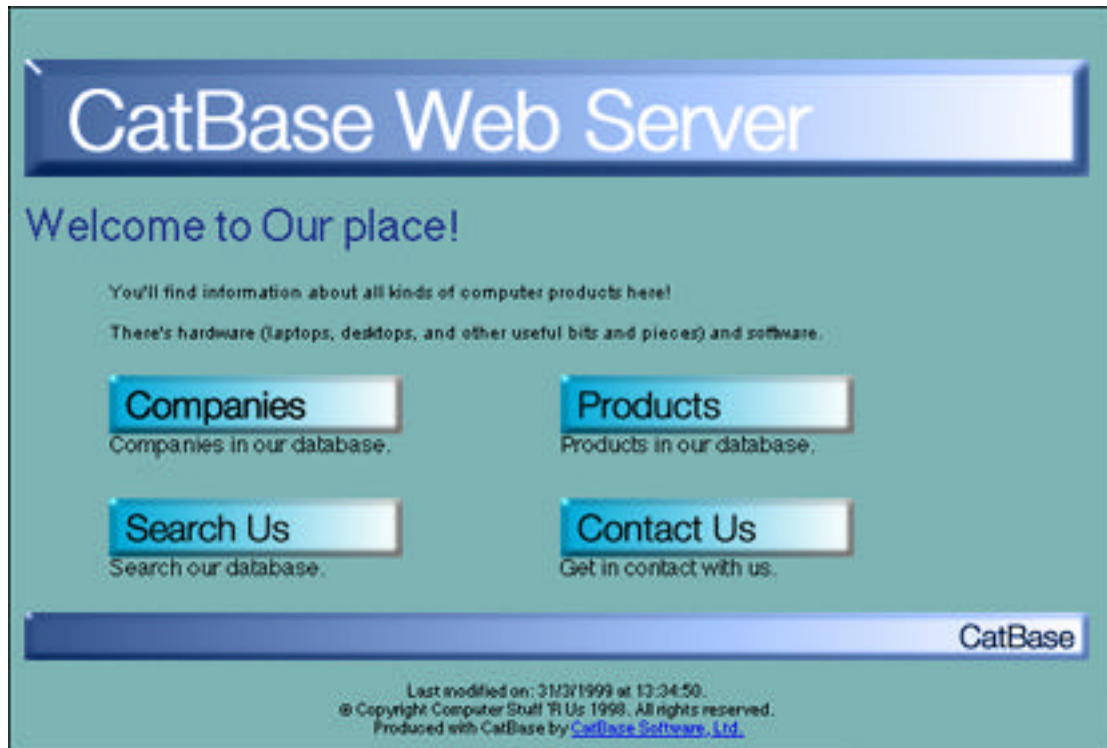 CatBase Web Server
Welcome to Our place!
You'll find information about all kinds of computer products here!
There's hardware (laptops, desktops, and other useful bits and pieces) and software.
Companies
Products
Companies in our database.
Products in our database.
Search Us
Contact Us
Search our database.
Get in contact with us.
CatBase
Last modified on: 31/3/1999 at 13:34:50.
© Copyright Computer Stuff 'R Us 1998. All rights reserved.
Produced with CatBase by CatBase Software, Ltd.